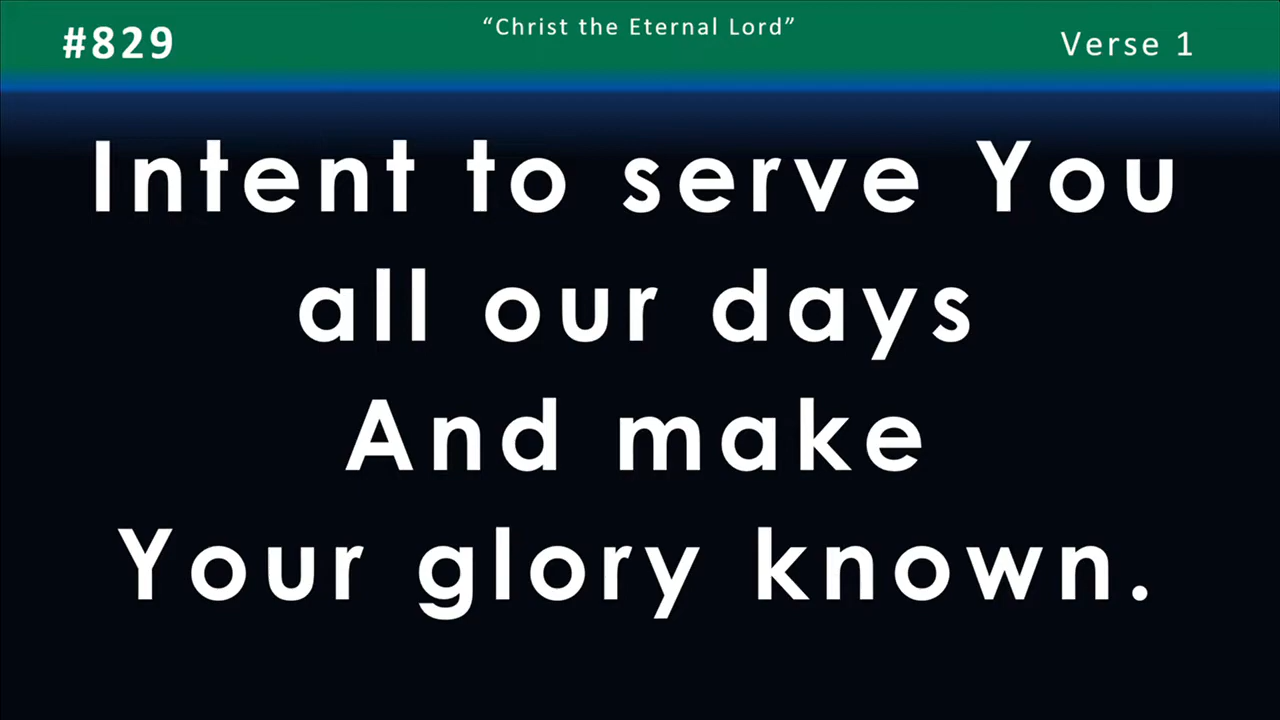 #829
“Christ the Eternal Lord”
Verse 1
Intent to serve You
all our days
And make
Your glory known.